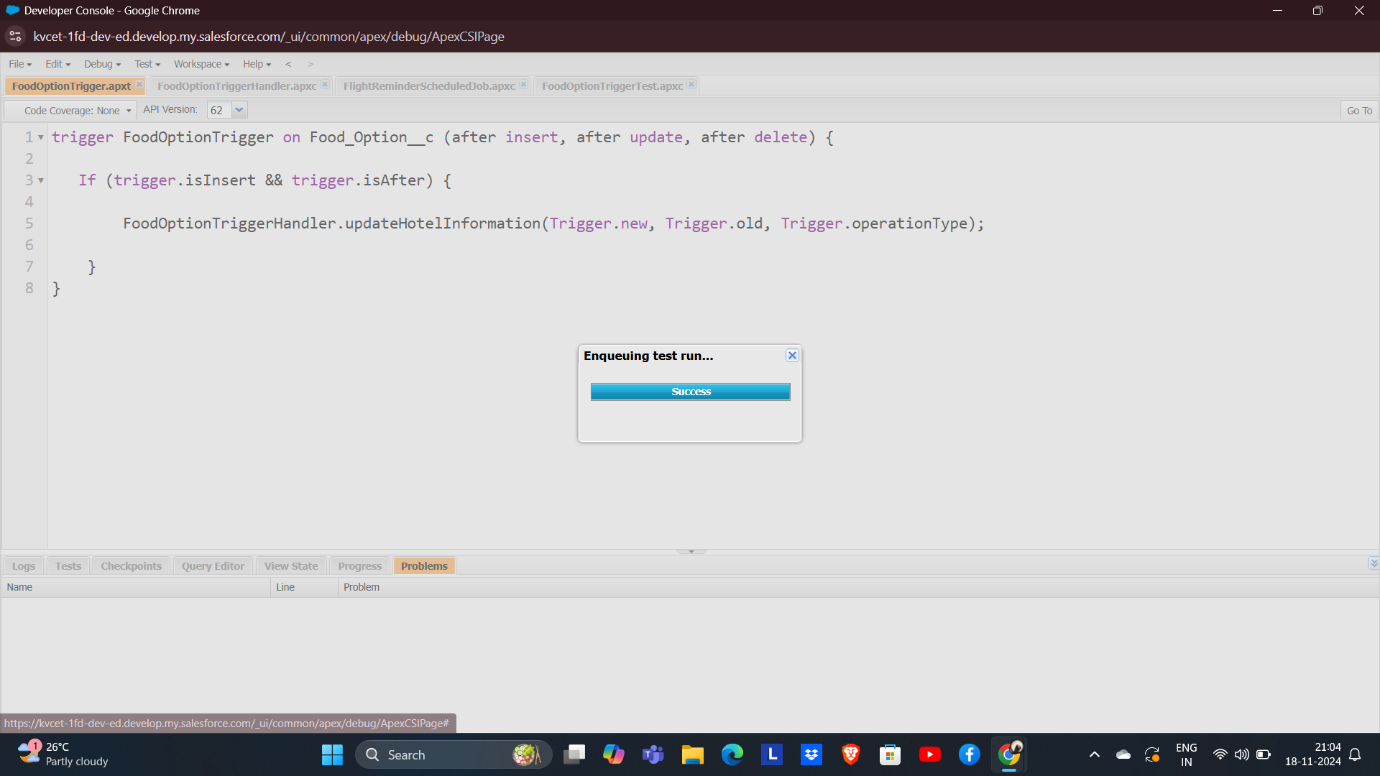 Developer Console - Google Chrome
kvcet-1fd-dev-ed.develop.my.salesforce.com/_ui/common/apex/debug/ApexCSIPage
File Edit Debug Test Workspace Help < >
FoodOptionTrigger.apxt FoodOptionTriggerHandler.apxc FlightReminderScheduledJob.apxc FoodOptionTriggerTest.apxc
Code Coverage: None API Version: 62 Go To
1 trigger FoodOptionTrigger on Food_Option__c (after insert, after update, after delete) {
2
3 If (trigger.isInsert && trigger.isAfter) {
4
5 FoodOptionTriggerHandler.updateHotelInformation(Trigger.new, Trigger.old, Trigger.operationType);
6
7 }
8 }
Enqueuing test run...
Success
Logs Tests Checkpoints Query Editor View State Progress Problems
Name Line Problem
https://kvcet-1fd-dev-ed.develop.my.salesforce.com/_ui/common/apex/debug/ApexCSIPage#
1
26°C
Partly cloudy
Search
L
ENG
IN
21:04
18-11-2024